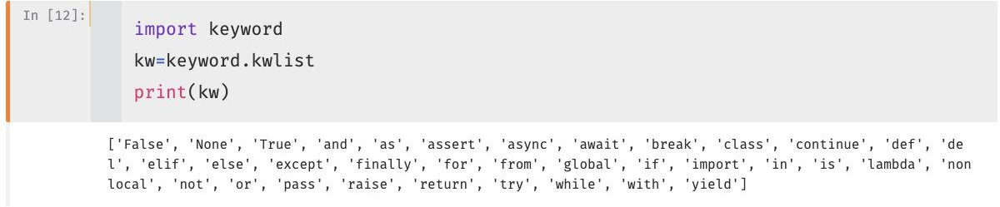 In [12]:
import keyword
kw=keyword.kwlist
print(kw)
['False', 'None', 'True', 'and', 'as', 'assert', 'async', 'await', 'break', 'class', 'continue', 'def', 'de
l', 'elif', 'else', 'except', 'finally', 'for', 'from', 'global', 'if', 'import', 'in', 'is', 'lambda', 'non
local', 'not', 'or', 'pass', 'raise', 'return', 'try', 'while', 'with', 'yield']